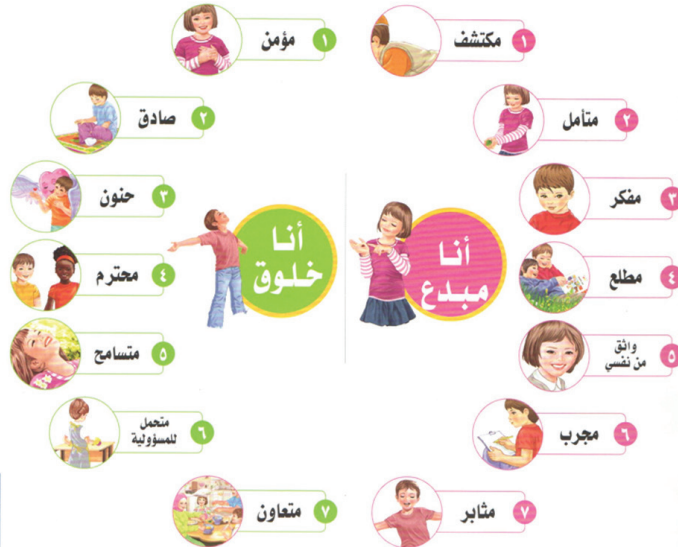 أنا
مبدع
١ مكتشف
٢ متأمل
٣ مفكر
٤ مطلع
٥ واثق
من نفسي
٦ مجرب
٧ مثابر
أنا
خلوق
١ مؤمن
٢ صادق
٣ حنون
٤ محترم
٥ متسامح
٦ متحمل
للمسؤولية
٧ متعاون